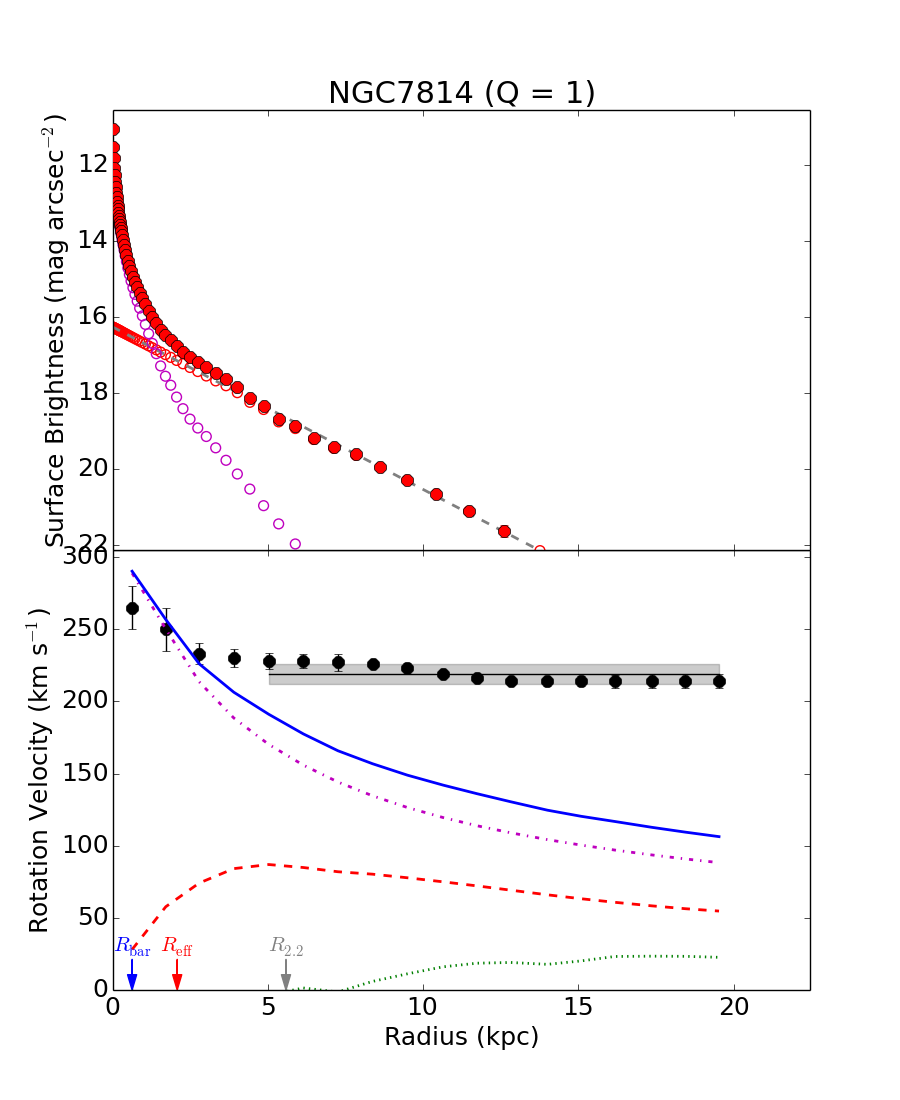 NGC7814 (Q = 1)
Surface Brightness (mag arcsec⁻²)
12
14
16
18
20
22
Rotation Velocity (km s⁻¹)
300
250
200
150
100
50
0
R_bar R_eff R_2.2
0 5 10 15 20
Radius (kpc)